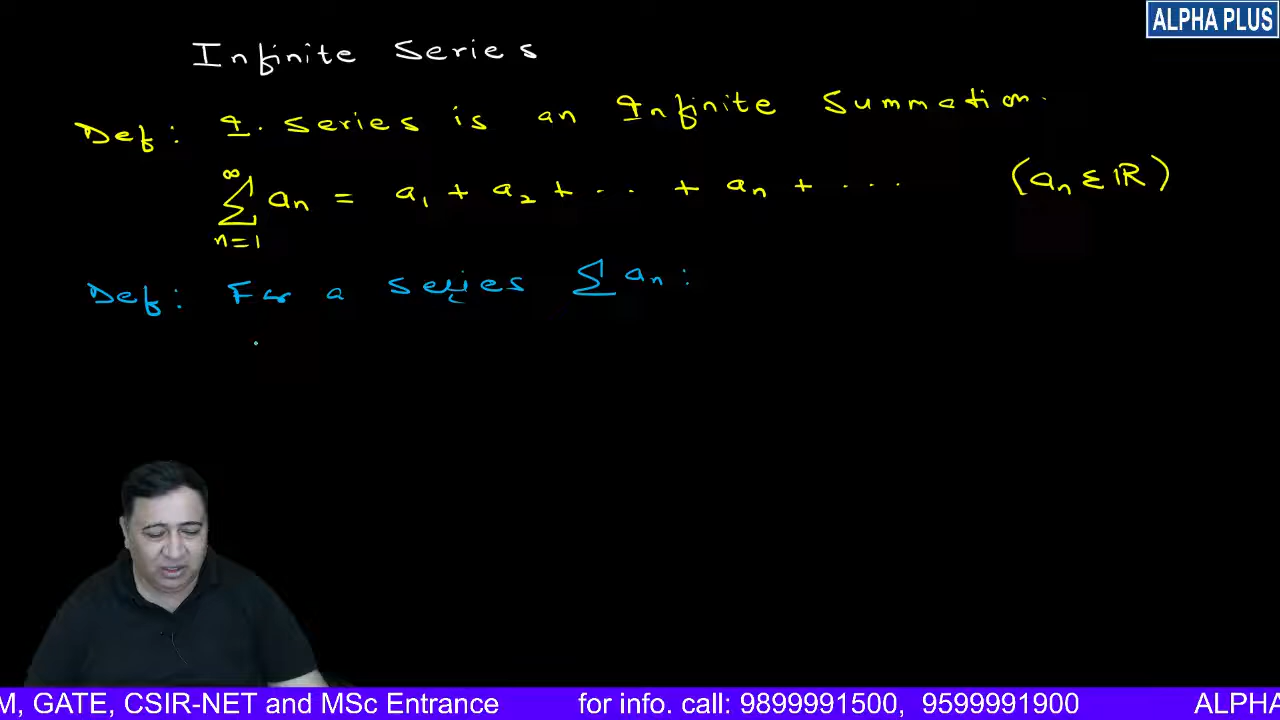 ALPHA PLUS
Infinite Series
Def: I. series is an Infinite Summation.
∞
∑ an = a1 + a2 + .. + an + ... (an ∈ ℝ)
n=1
Def: For a series ∑ an :
M, GATE, CSIR-NET and MSc Entrance for info. call: 9899991500, 9599991900 ALPHA